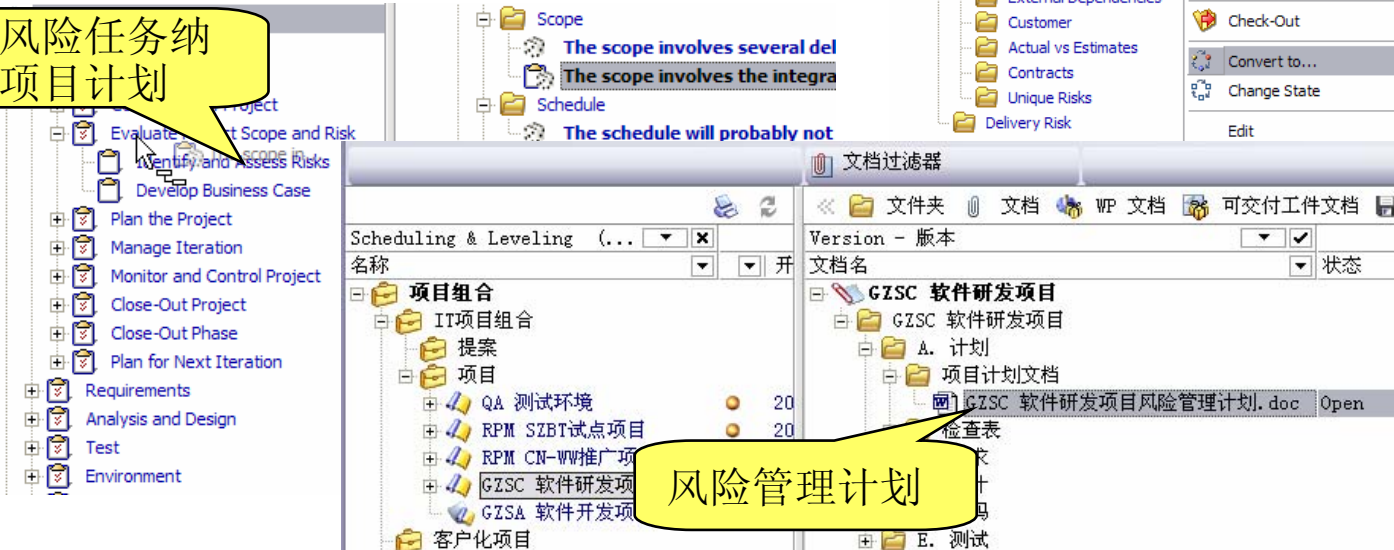 风险任务纳
项目计划
Evaluate
t Scope and Risk
Identify and Assess Risks
Develop Business Case
Plan the Project
Manage Iteration
Monitor and Control Project
Close-Out Project
Close-Out Phase
Plan for Next Iteration
Requirements
Analysis and Design
Test
Environment
Scope
The scope involves several del
The scope involves the integra
Schedule
The schedule will probably not
External Dependencies
Customer
Actual vs Estimates
Contracts
Unique Risks
Delivery Risk
Check-Out
Convert to...
Change State
Edit
Scheduling & Leveling (...
名称
开
项目组合
IT项目组合
提案
项目
QA 测试环境
20
RPM SZBT试点项目
20
RPM CN-WW推广项
GZSC 软件研发项
GZSA 软件开发项
客户化项目
文档过滤器
文件夹
文档
WP 文档
可交付工件文档
Version - 版本
文档名
状态
GZSC 软件研发项目
GZSC 软件研发项目
A. 计划
项目计划文档
GZSC 软件研发项目风险管理计划.doc
Open
检查表
E. 测试
风险管理计划